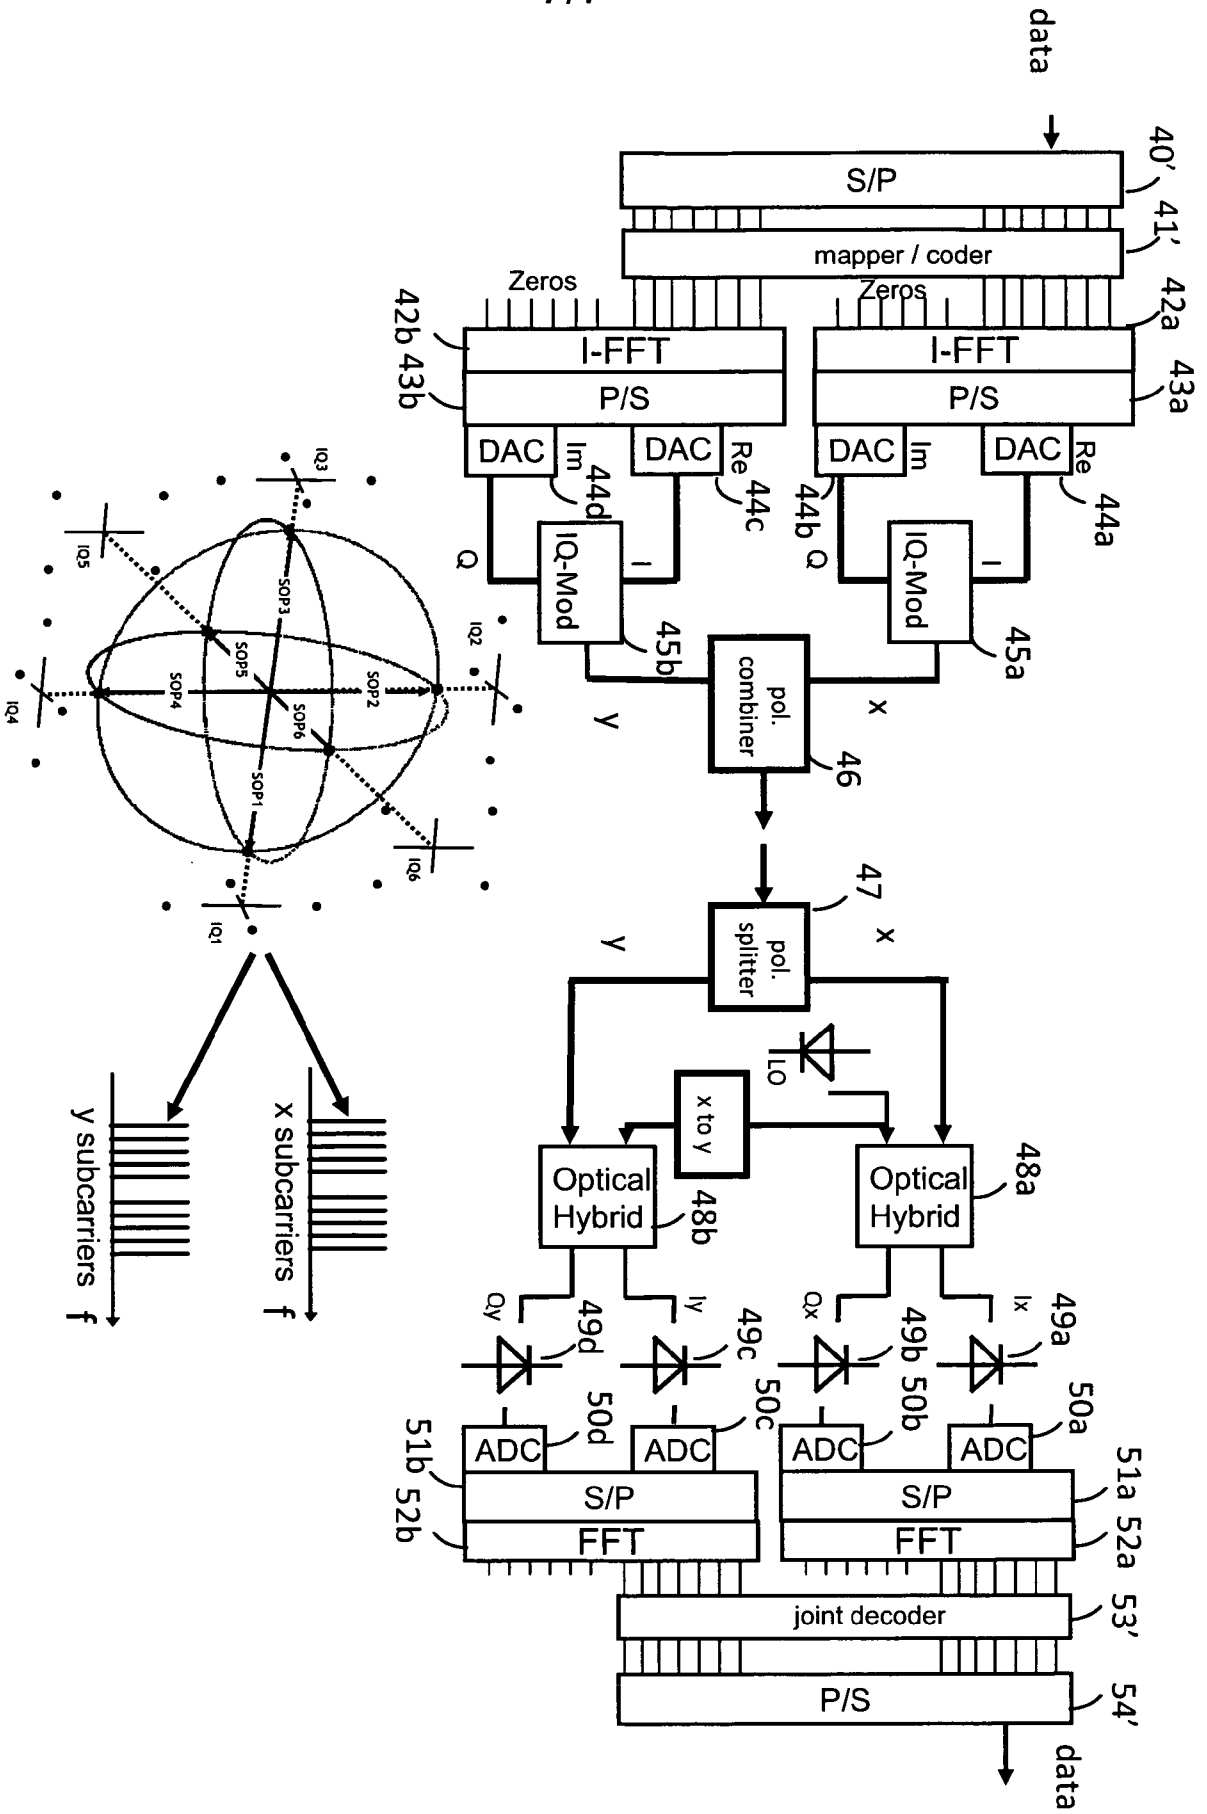 data
40'
S/P
41'
mapper / coder
Zeros
Zeros
42a
42b
I-FFT
I-FFT
43a
43b
P/S
P/S
DAC
Im
DAC
Re
DAC
Im
DAC
Re
44d
44c
44b
44a
Q
IQ-Mod
I
Q
IQ-Mod
I
45b
45a
y
pol.
combiner
x
46
47
y
pol.
splitter
x
LO
x to y
48a
Optical
Hybrid
Optical
Hybrid
48b
Qy
Iy
Qx
Ix
49d
49c
49b
49a
50d
50c
50b
50a
ADC
ADC
ADC
ADC
51b
51a
S/P
S/P
52b
52a
FFT
FFT
53'
joint decoder
54'
P/S
data
IQ3
IQ5
IQ2
IQ4
IQ6
IQ1
SOP3
SOP5
SOP4
SOP2
SOP6
SOP1
x subcarriers
f
y subcarriers
f